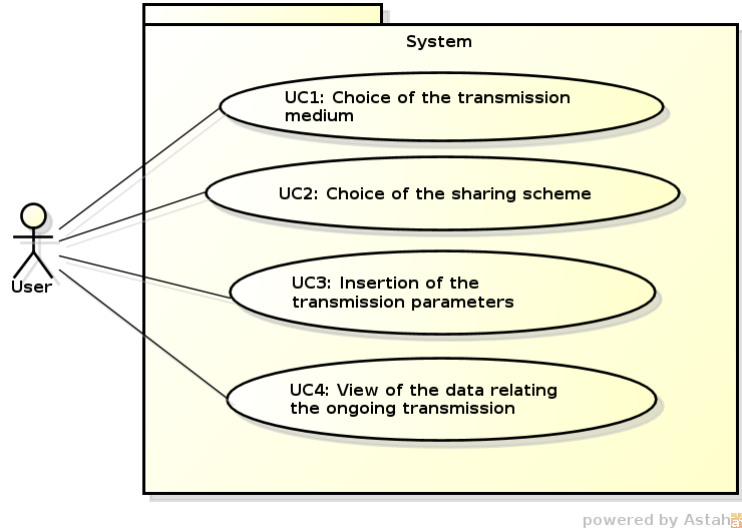 System
UC1: Choice of the transmission
medium
UC2: Choice of the sharing scheme
UC3: Insertion of the
transmission parameters
User
UC4: View of the data relating
the ongoing transmission
powered by Astah